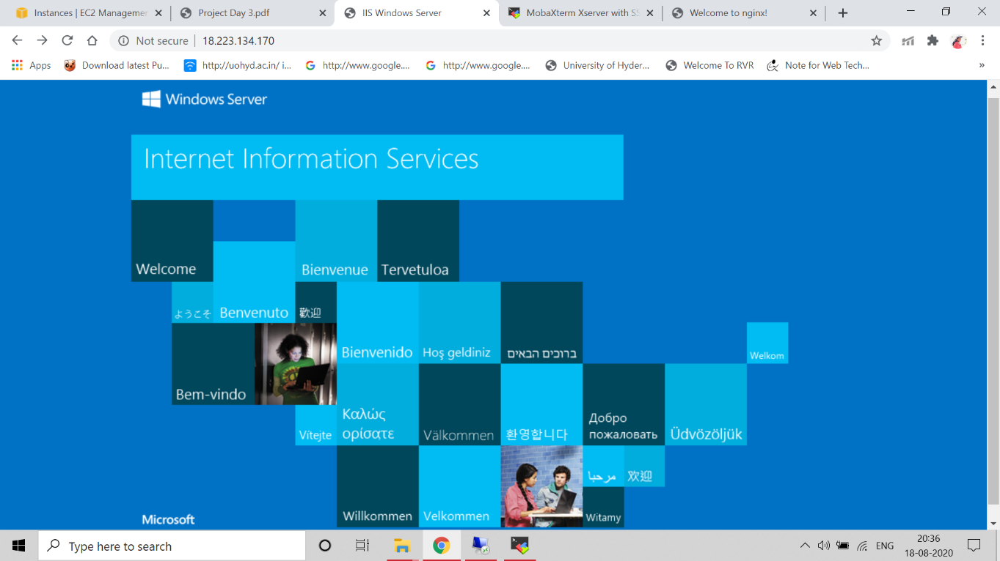 Instances | EC2 Managemer
Project Day 3.pdf
IIS Windows Server
MobaXterm Xserver with SS
Welcome to nginx!
Not secure
18.223.134.170
Apps
Download latest Pu...
http://uohyd.ac.in/ i...
http://www.google....
http://www.google....
University of Hyder...
Welcome To RVR
Note for Web Tech...
»
Windows Server
Internet Information Services
Welcome
Bienvenue
Tervetuloa
ようこそ
Benvenuto
歡迎
Bienvenido
Hoş geldiniz
ברוכים הבאים
Welkom
Bem-vindo
Vítejte
Καλώς
ορίσατε
Välkommen
환영합니다
Добро
пожаловать
Üdvözöljük
Willkommen
Velkommen
مرحبا
欢迎
Witamy
Microsoft
Type here to search
ENG
20:36
18-08-2020